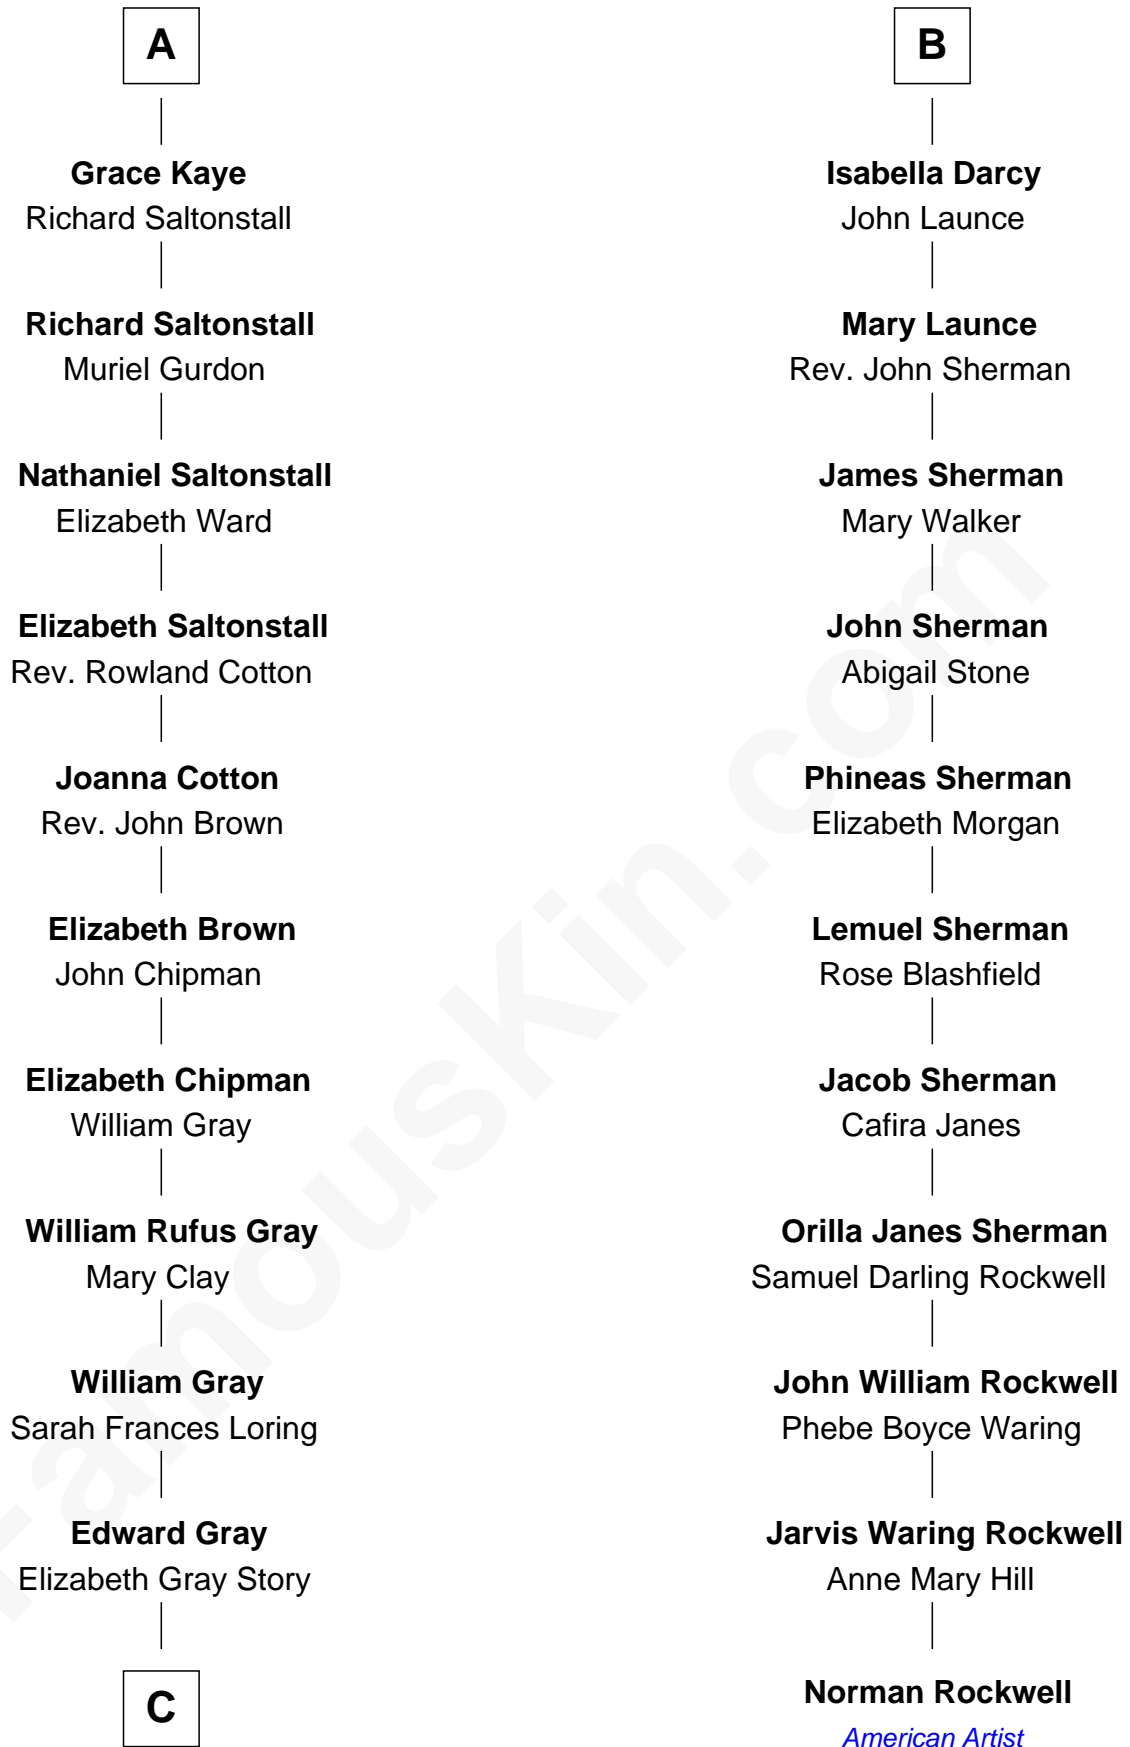 A
Grace Kaye
Richard Saltonstall
Richard Saltonstall
Muriel Gurdon
Nathaniel Saltonstall
Elizabeth Ward
Elizabeth Saltonstall
Rev. Rowland Cotton
Joanna Cotton
Rev. John Brown
Elizabeth Brown
John Chipman
Elizabeth Chipman
William Gray
William Rufus Gray
Mary Clay
William Gray
Sarah Frances Loring
Edward Gray
Elizabeth Gray Story
C
B
Isabella Darcy
John Launce
Mary Launce
Rev. John Sherman
James Sherman
Mary Walker
John Sherman
Abigail Stone
Phineas Sherman
Elizabeth Morgan
Lemuel Sherman
Rose Blashfield
Jacob Sherman
Cafira Janes
Orilla Janes Sherman
Samuel Darling Rockwell
John William Rockwell
Phebe Boyce Waring
Jarvis Waring Rockwell
Anne Mary Hill
Norman Rockwell
American Artist
FamousKin.com